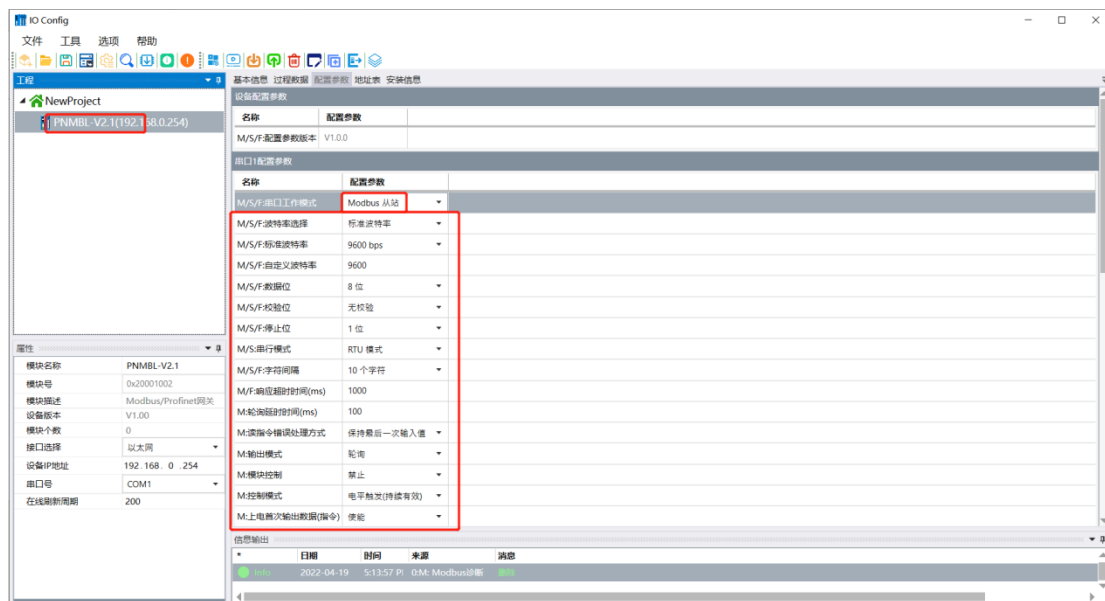 IO Config
文件 工具 选项 帮助
工程
NewProject
PNMBL-V2.1(192.168.0.254)
属性
模块名称 PNMBL-V2.1
模块号 0x20001002
模块描述 Modbus/Profinet网关
设备版本 V1.00
模块个数 0
接口选择 以太网
设备IP地址 192.168. 0 .254
串口号 COM1
在线刷新周期 200
基本信息 过程数据 配置参数 地址表 安装信息
设备配置参数
名称 配置参数
M/S/F:配置参数版本 V1.0.0
串口1配置参数
名称 配置参数
M/S/F:串口工作模式 Modbus 从站
M/S/F:波特率选择 标准波特率
M/S/F:标准波特率 9600 bps
M/S/F:自定义波特率 9600
M/S/F:数据位 8 位
M/S/F:校验位 无校验
M/S/F:停止位 1 位
M/S:串行模式 RTU 模式
M/S/F:字符间隔 10 个字符
M/F:响应超时时间(ms) 1000
M:轮询延时时间(ms) 100
M:读指令错误处理方式 保持最后一次输入值
M:输出模式 轮询
M:模块控制 禁止
M:控制模式 电平触发(持续有效)
M:上电首次输出数据(指令) 使能
信息输出
* 日期 时间 来源 消息
Info 2022-04-19 5:13:57 P 0:M: Modbus诊断 删除